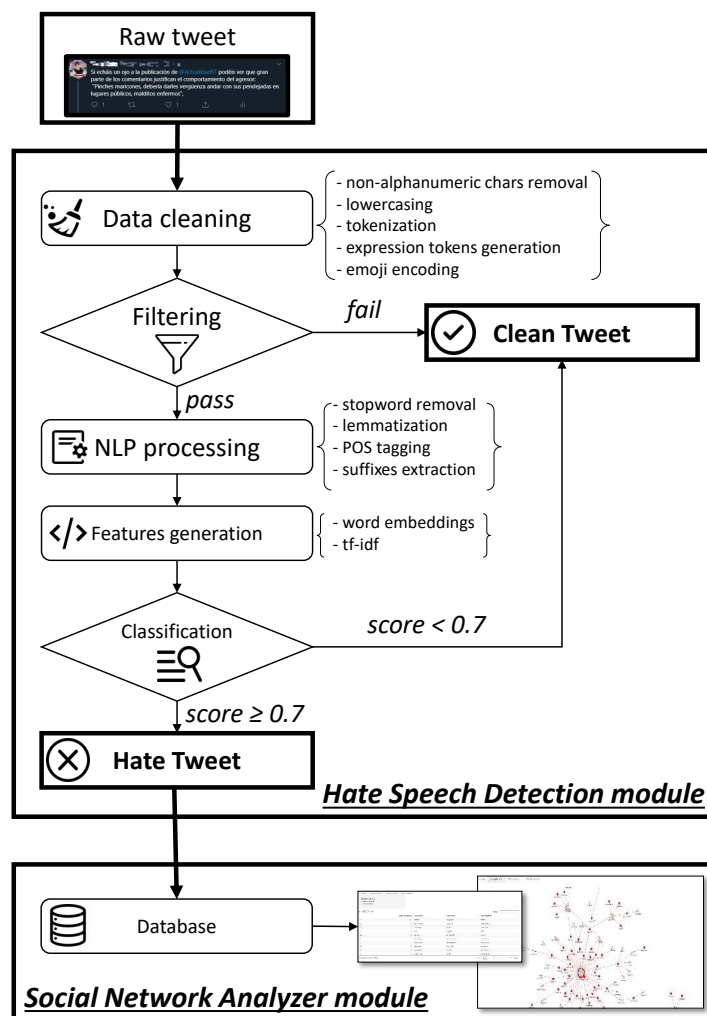 Raw tweet
Si echáis un ojo a la publicación de @ActualidadRT podéis ver que gran
parte de los comentarios justifican el comportamiento del agresor:
"Pinches maricones, debería darles vergüenza andar con sus pendejadas en
lugares públicos, malditos enfermos".
1
1
Data cleaning
- non-alphanumeric chars removal
- lowercasing
- tokenization
- expression tokens generation
- emoji encoding
Filtering
fail
Clean Tweet
pass
NLP processing
- stopword removal
- lemmatization
- POS tagging
- suffixes extraction
</> Features generation
- word embeddings
- tf-idf
Classification
score < 0.7
score ≥ 0.7
Hate Tweet
Hate Speech Detection module
Database
Social Network Analyzer module